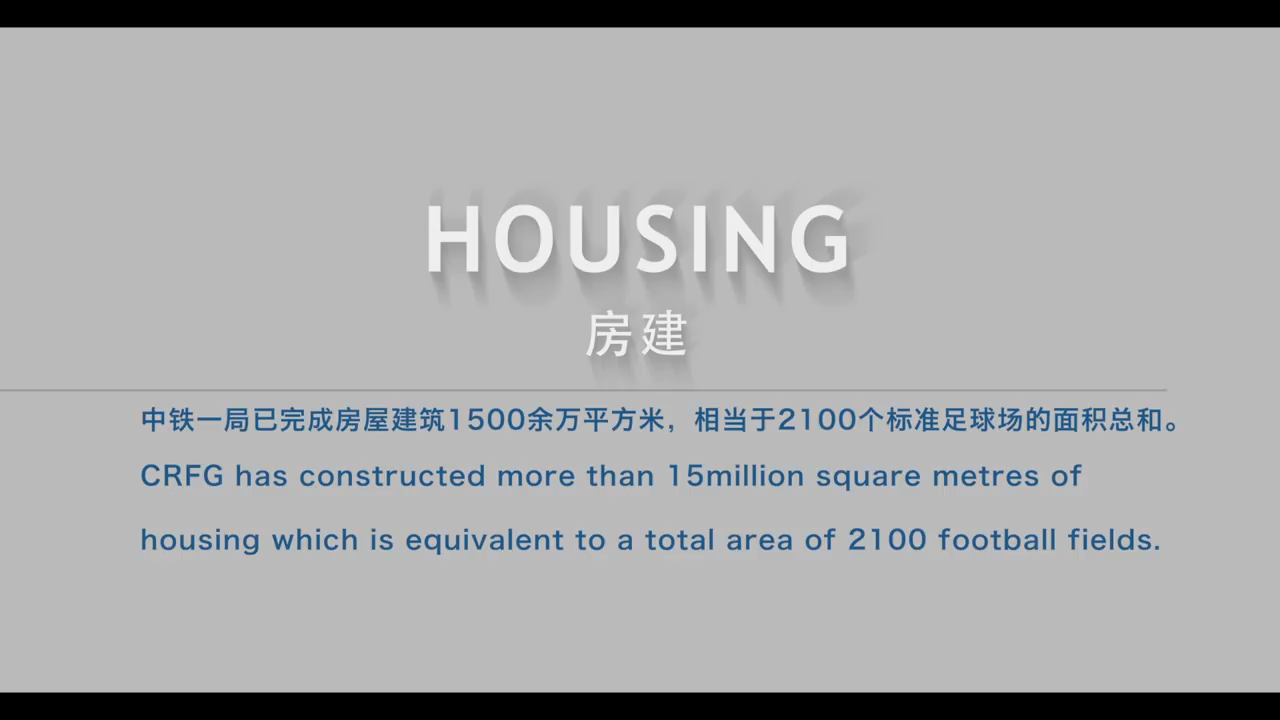 HOUSING
房建
中铁一局已完成房屋建筑1500余万平方米，相当于2100个标准足球场的面积总和。
CRFG has constructed more than 15million square metres of
housing which is equivalent to a total area of 2100 football fields.